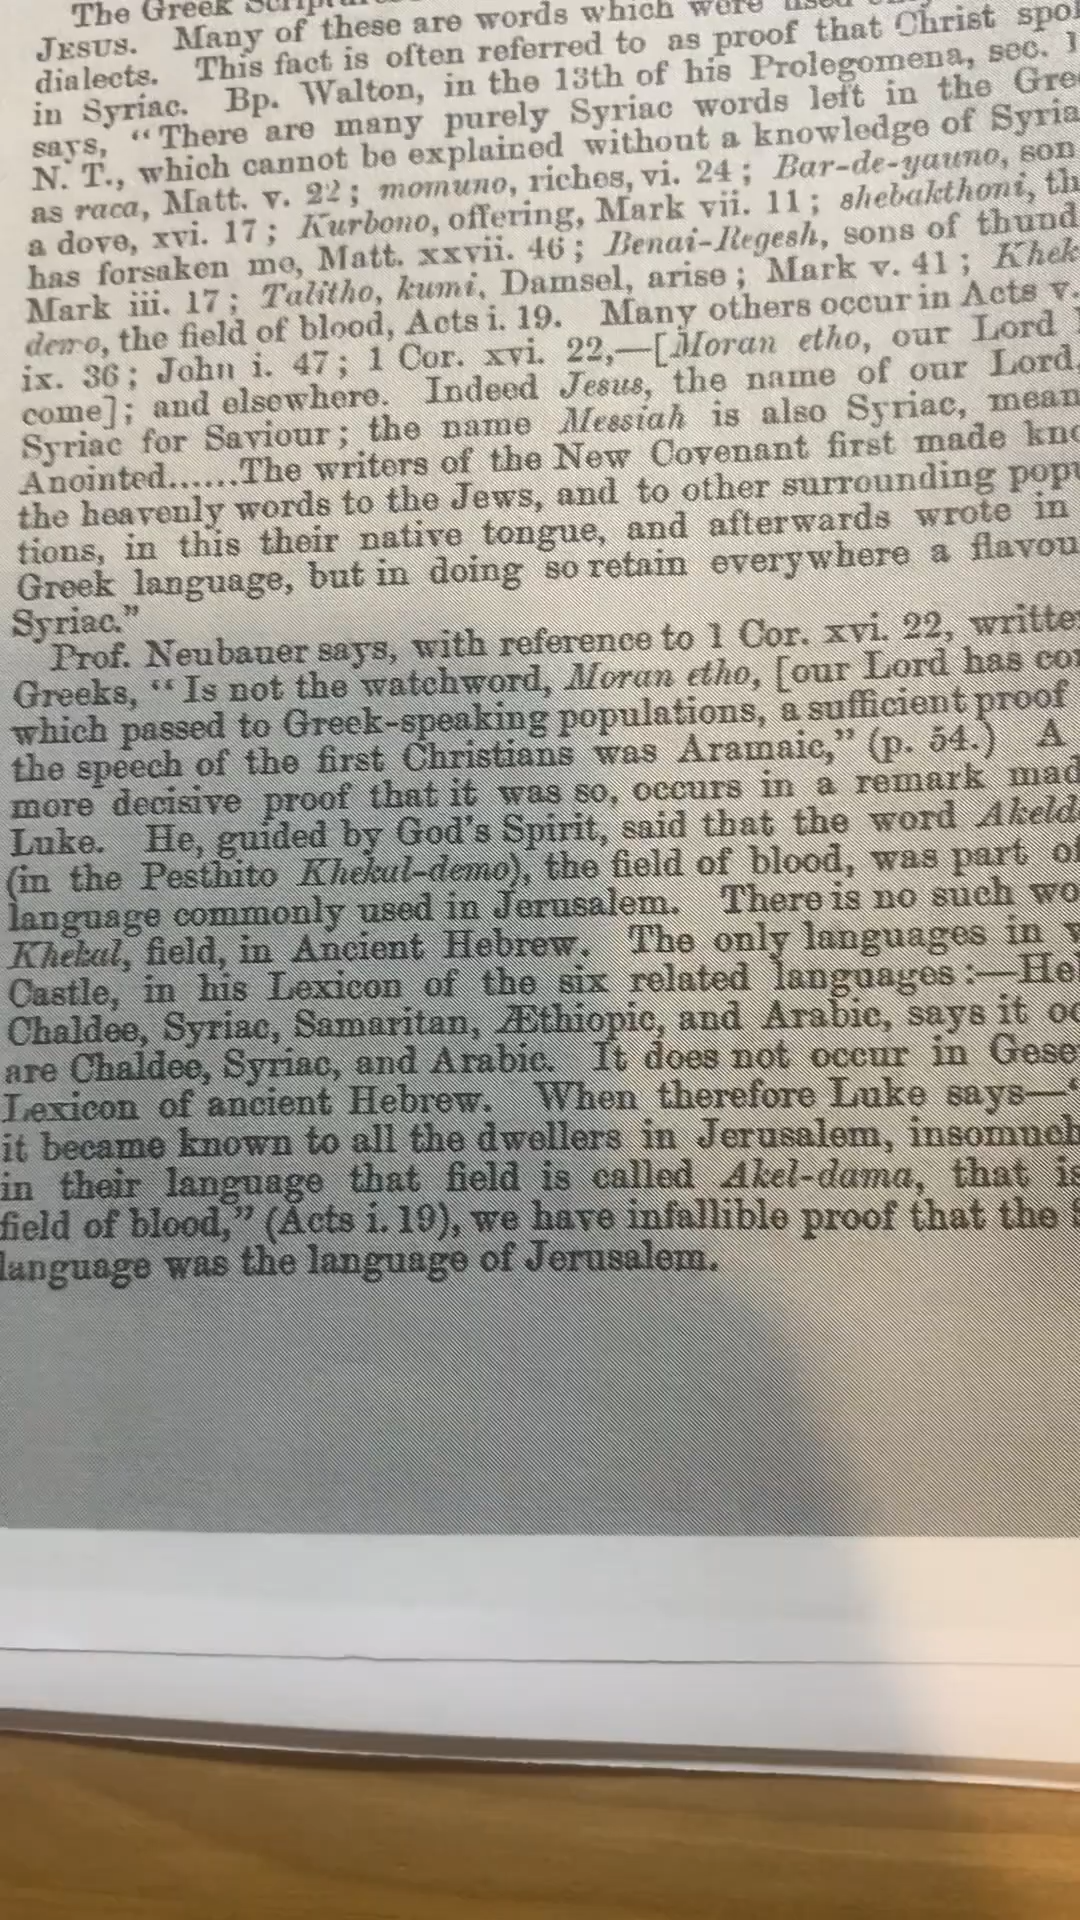 The Greek
JESUS. Many of these are words which were used
dialects. This fact is often referred to as proof that Christ spok
in Syriac. Bp. Walton, in the 13th of his Prolegomena, sec. 1
says, “There are many purely Syriac words left in the Gre
N. T., which cannot be explained without a knowledge of Syria
as raca, Matt. v. 22; momuno, riches, vi. 24; Bar-de-yauno, son
a dove, xvi. 17; Kurbono, offering, Mark vii. 11; shebakthoni, th
has forsaken me, Matt. xxvii. 46; Benai-Regesh, sons of thund
Mark iii. 17; Talitho, kumi, Damsel, arise; Mark v. 41; Khek
demo, the field of blood, Acts i. 19. Many others occur in Acts v.
ix. 36; John i. 47; 1 Cor. xvi. 22,—[Moran etho, our Lord
come]; and elsewhere. Indeed Jesus, the name of our Lord,
Syriac for Saviour; the name Messiah is also Syriac, mean
Anointed......The writers of the New Covenant first made kno
the heavenly words to the Jews, and to other surrounding popu
tions, in this their native tongue, and afterwards wrote in
Greek language, but in doing so retain everywhere a flavou
Syriac.”
Prof. Neubauer says, with reference to 1 Cor. xvi. 22, writte
Greeks, “Is not the watchword, Moran etho, [our Lord has com
which passed to Greek-speaking populations, a sufficient proof
the speech of the first Christians was Aramaic,” (p. 54.) A
more decisive proof that it was so, occurs in a remark mad
Luke. He, guided by God's Spirit, said that the word Akeld
(in the Peshito Khekul-demo), the field of blood, was part of
language commonly used in Jerusalem. There is no such wo
Khekal, field, in Ancient Hebrew. The only languages in w
Castle, in his Lexicon of the six related languages:—Heb
Chaldee, Syriac, Samaritan, Æthiopic, and Arabic, says it oc
are Chaldee, Syriac, and Arabic. It does not occur in Gese
Lexicon of ancient Hebrew. When therefore Luke says—“
it became known to all the dwellers in Jerusalem, insomuch
in their language that field is called Akel-dama, that is
field of blood,” (Acts i. 19), we have infallible proof that the S
language was the language of Jerusalem.